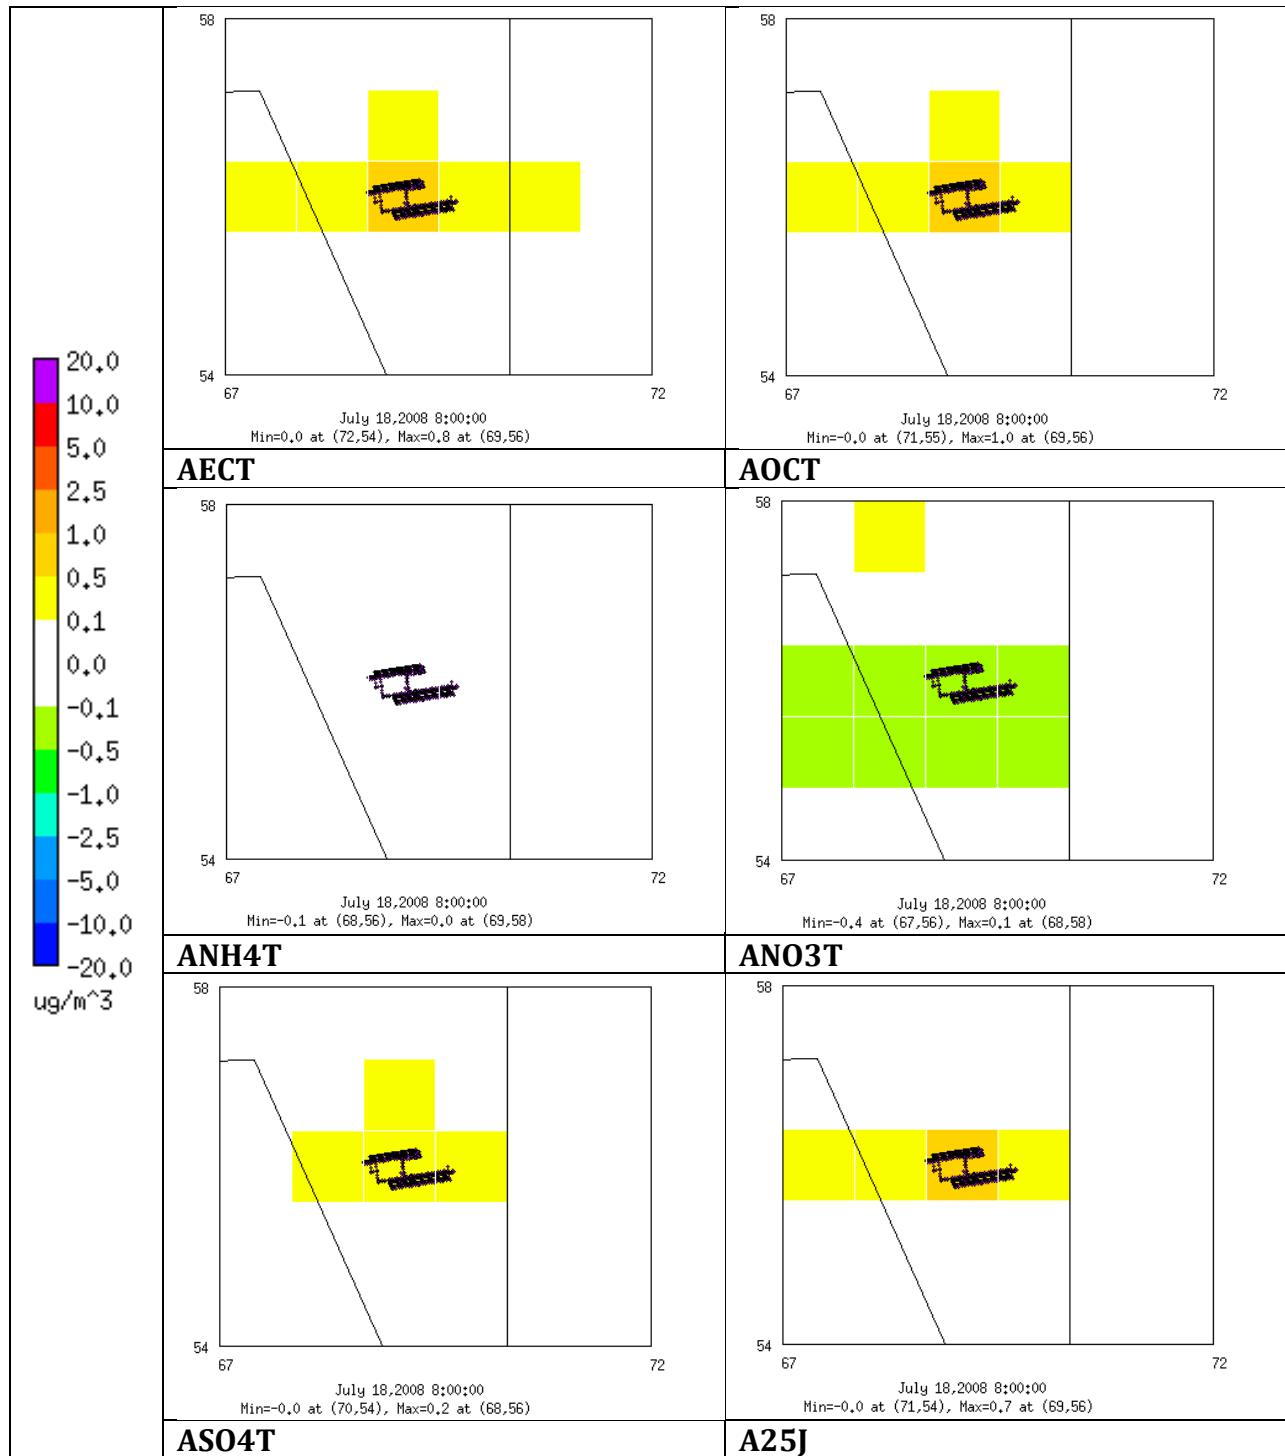 20.0
10.0
5.0
2.5
1.0
0.5
0.1
0.0
-0.1
-0.5
-1.0
-2.5
-5.0
-10.0
-20.0
ug/m^3
58
54
67
72
July 18,2008 8:00:00
Min=0.0 at (72,54), Max=0.8 at (69,56)
AECT
58
54
67
72
July 18,2008 8:00:00
Min=-0.0 at (71,55), Max=1.0 at (69,56)
AOCT
58
54
67
72
July 18,2008 8:00:00
Min=-0.1 at (68,56), Max=0.0 at (69,58)
ANH4T
58
54
67
72
July 18,2008 8:00:00
Min=-0.4 at (67,56), Max=0.1 at (68,58)
ANO3T
58
54
67
72
July 18,2008 8:00:00
Min=-0.0 at (70,54), Max=0.2 at (68,56)
ASO4T
58
54
67
72
July 18,2008 8:00:00
Min=-0.0 at (71,54), Max=0.7 at (69,56)
A25J